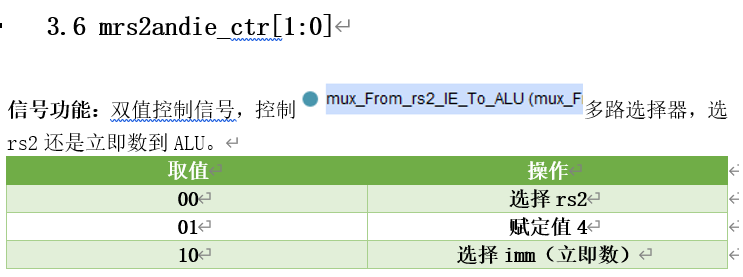 3.6 mrs2andie_ctr[1:0]
信号功能：双值控制信号，控制 mux_From_rs2_IE_To_ALU (mux_F 多路选择器，选
rs2 还是立即数到 ALU。
取值 操作
00 选择 rs2
01 赋定值 4
10 选择 imm（立即数）